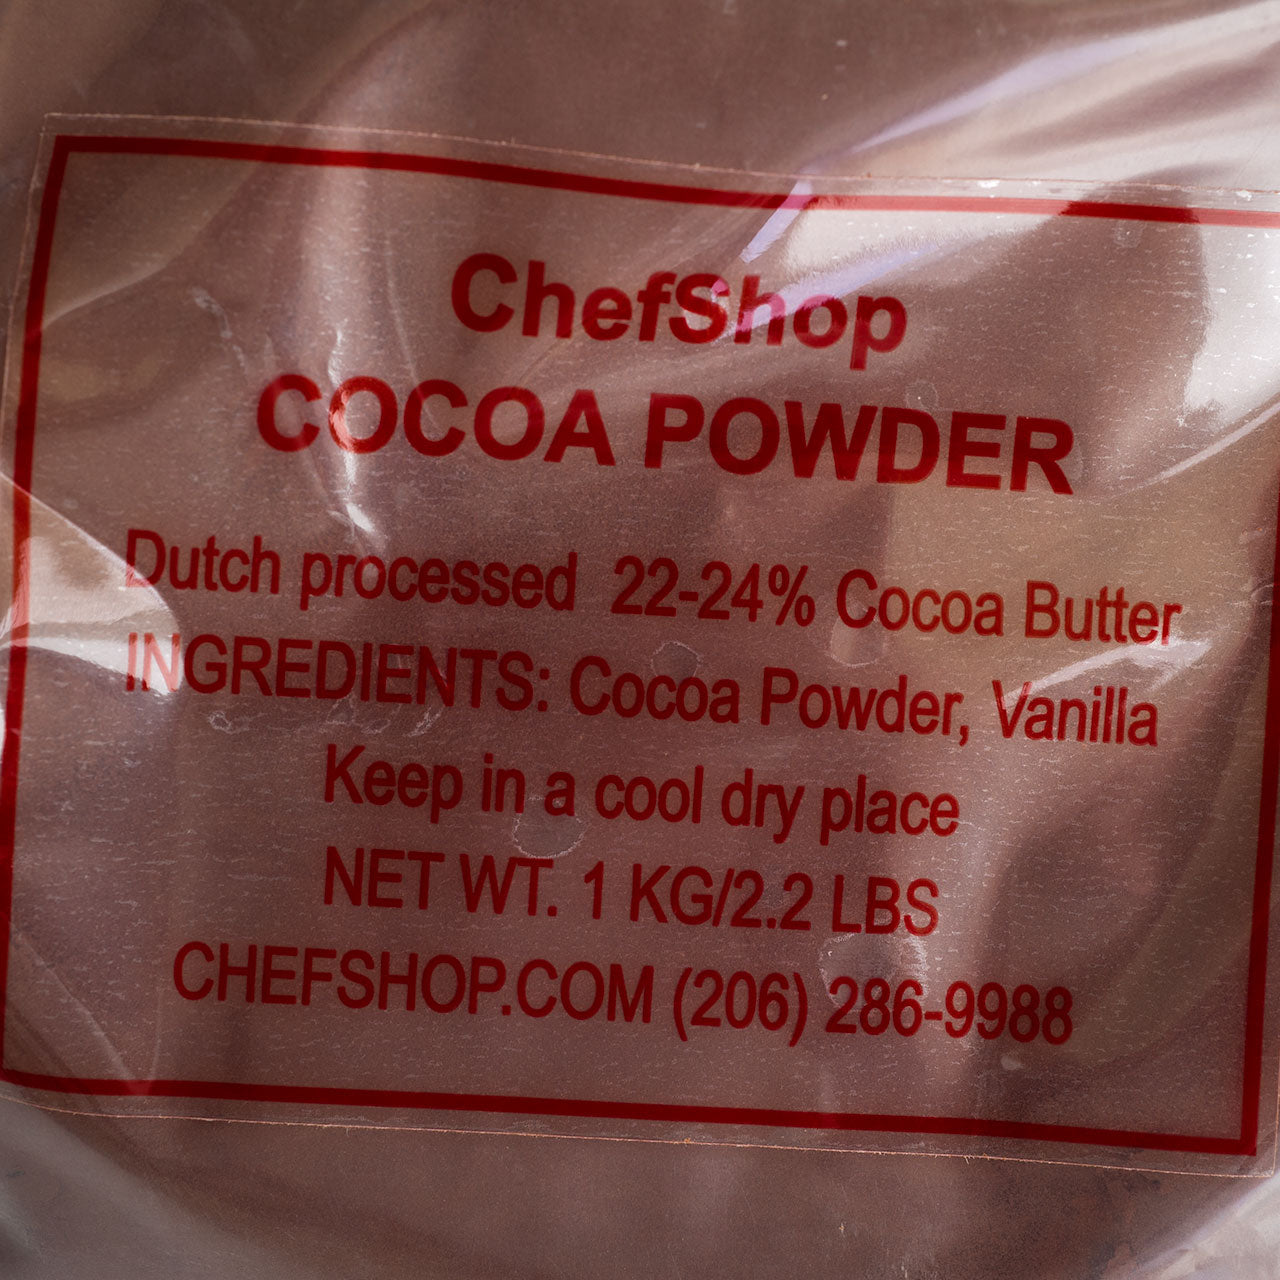 ChefShop
COCOA POWDER
Dutch processed 22-24% Cocoa Butter
INGREDIENTS: Cocoa Powder, Vanilla
Keep in a cool dry place
NET WT. 1 KG/2.2 LBS
CHEFSHOP.COM (206) 286-9988